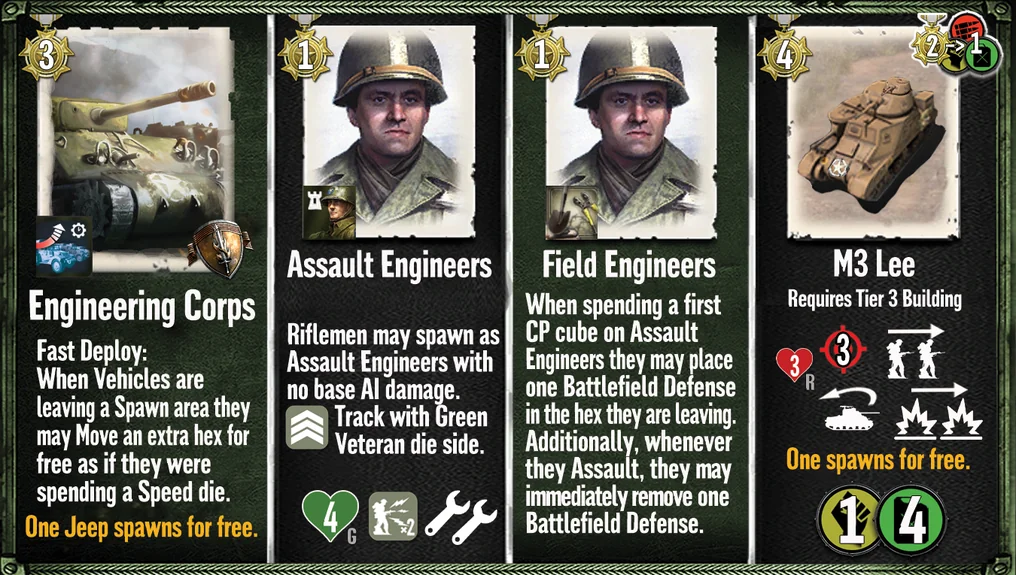 3
Engineering Corps
Fast Deploy:
When Vehicles are
leaving a Spawn area they
may Move an extra hex for
free as if they were
spending a Speed die.
One Jeep spawns for free.
1
Assault Engineers
Riflemen may spawn as
Assault Engineers with
no base AI damage.
Track with Green
Veteran die side.
4
G
x2
1
Field Engineers
When spending a first
CP cube on Assault
Engineers they may place
one Battlefield Defense
in the hex they are leaving.
Additionally, whenever
they Assault, they may
immediately remove one
Battlefield Defense.
4
2->1
M3 Lee
Requires Tier 3 Building
3
R
3
One spawns for free.
1
4